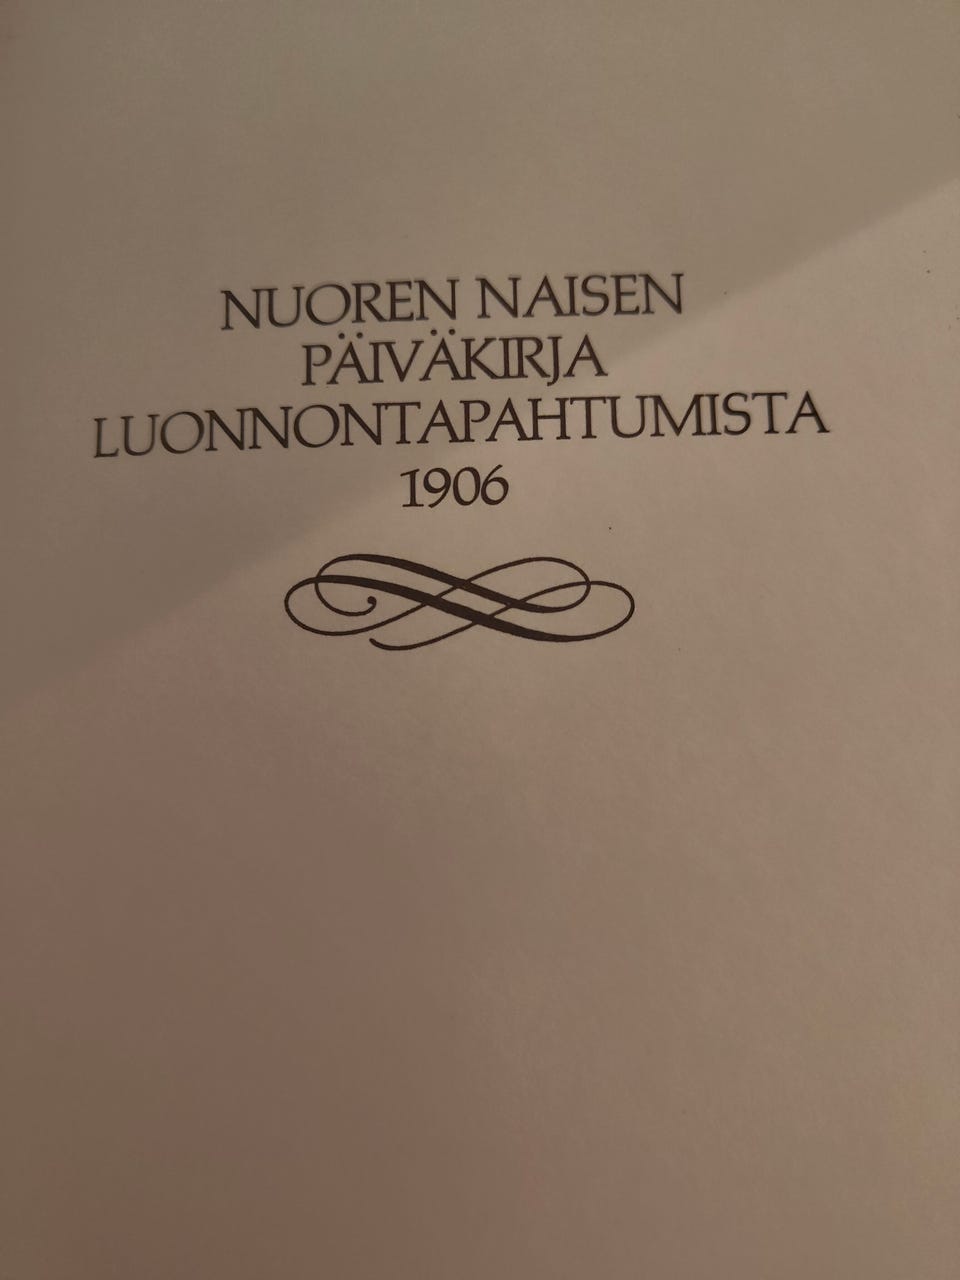 NUOREN NAISEN
PÄIVÄKIRJA
LUONNONTAPAHTUMISTA
1906